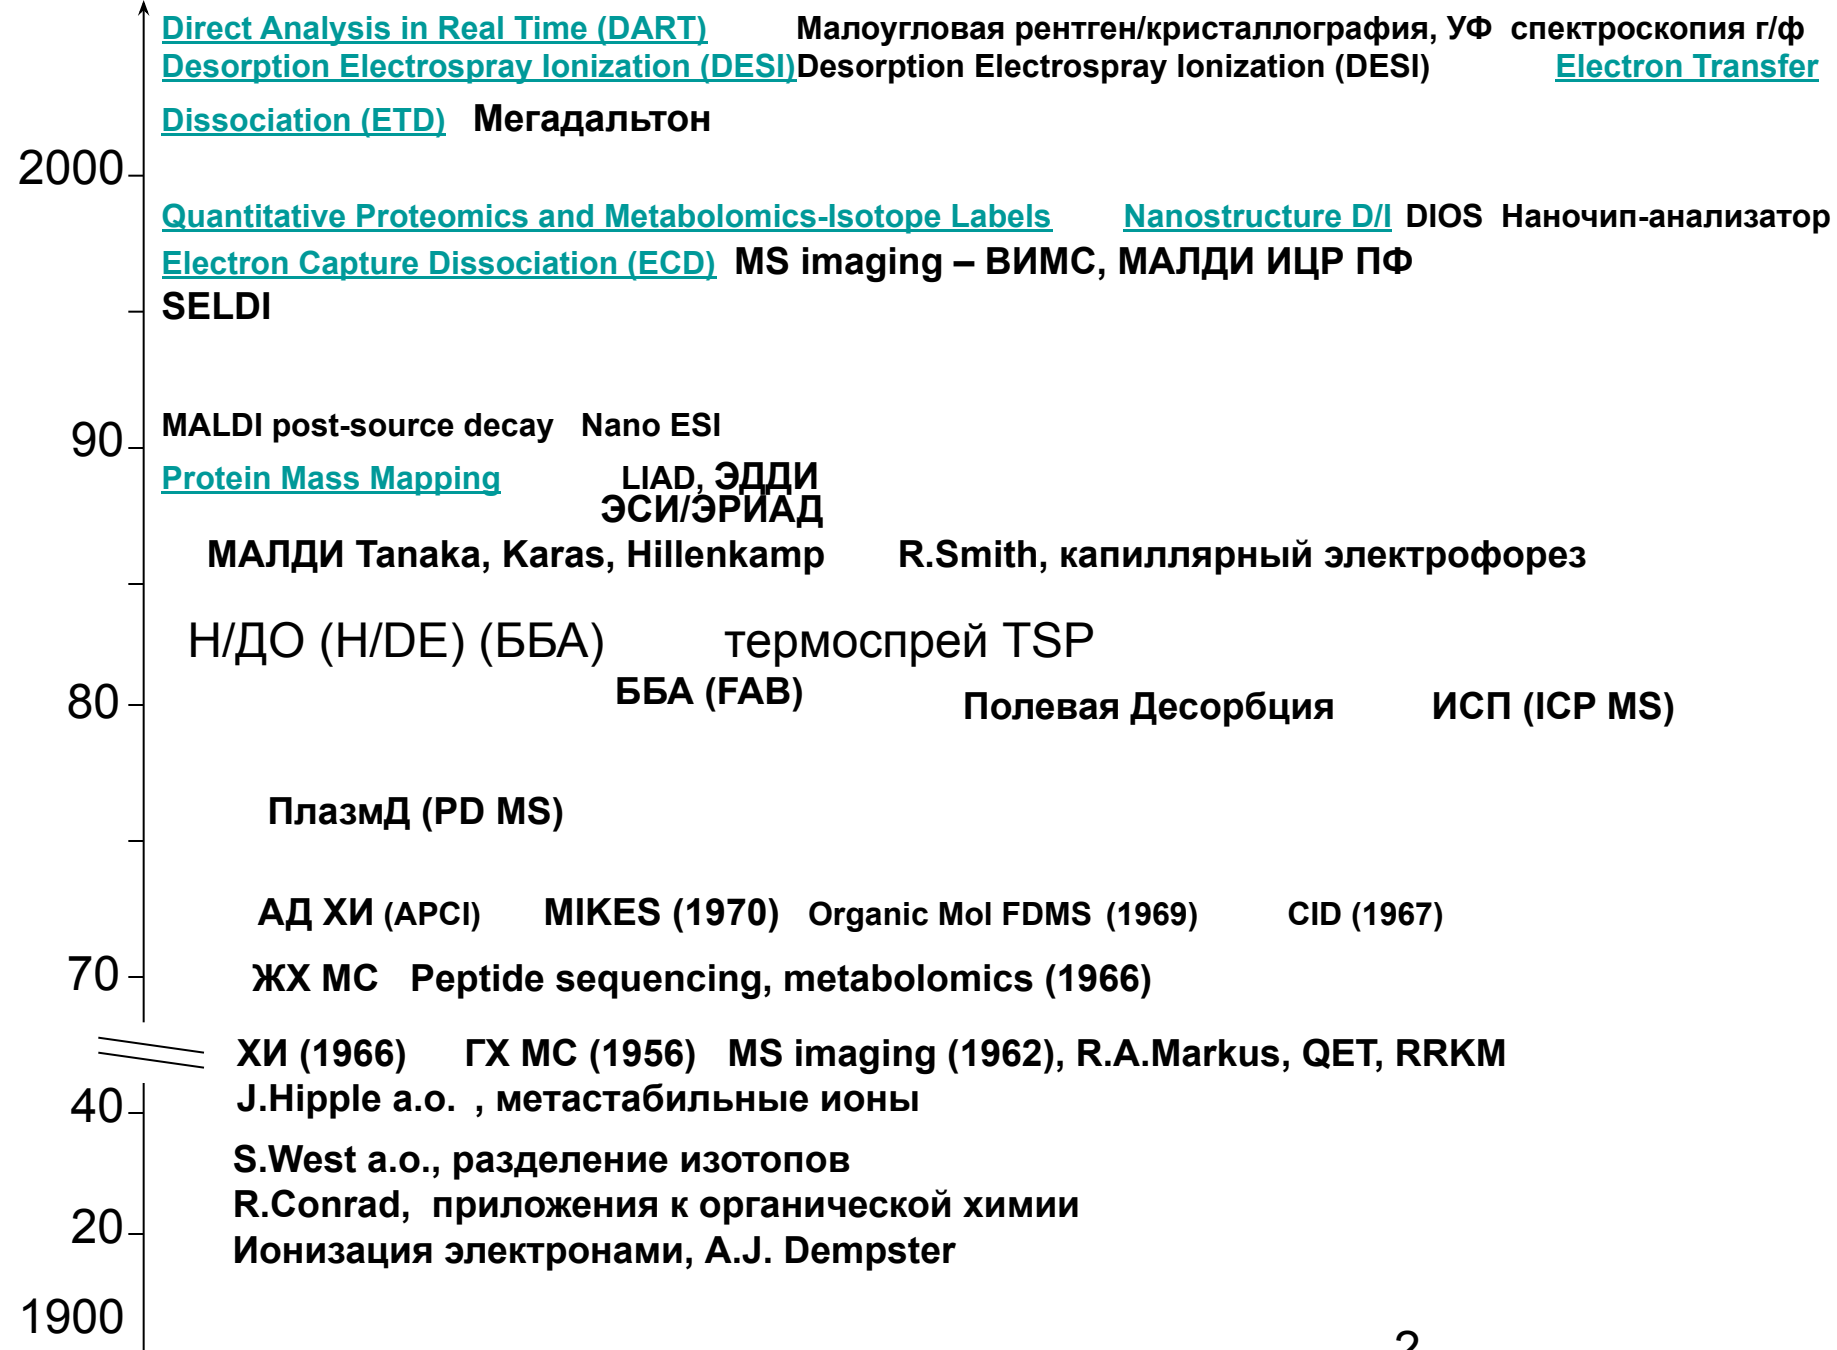 Direct Analysis in Real Time (DART) Малоугловая рентген/кристаллография, УФ спектроскопия г/ф
Desorption Electrospray Ionization (DESI)Desorption Electrospray Ionization (DESI) Electron Transfer
Dissociation (ETD) Мегадальтон
2000
Quantitative Proteomics and Metabolomics-Isotope Labels Nanostructure D/I DIOS Наночип-анализатор
Electron Capture Dissociation (ECD) MS imaging – ВИМС, МАЛДИ ИЦР ПФ
SELDI
MALDI post-source decay Nano ESI
90
Protein Mass Mapping LIAD, ЭДДИ
ЭСИ/ЭРИАД
МАЛДИ Tanaka, Karas, Hillenkamp R.Smith, капиллярный электрофорез
Н/ДО (H/DE) (ББА) термоспрей TSP
ББА (FAB)
80 Полевая Десорбция ИСП (ICP MS)
ПлазмД (PD MS)
АД ХИ (APCI) MIKES (1970) Organic Mol FDMS (1969) CID (1967)
70 ЖХ МС Peptide sequencing, metabolomics (1966)
ХИ (1966) ГХ МС (1956) MS imaging (1962), R.A.Markus, QET, RRKM
40 J.Hipple a.o. , метастабильные ионы
S.West a.o., разделение изотопов
R.Conrad, приложения к органической химии
20
Ионизация электронами, A.J. Dempster
1900
2